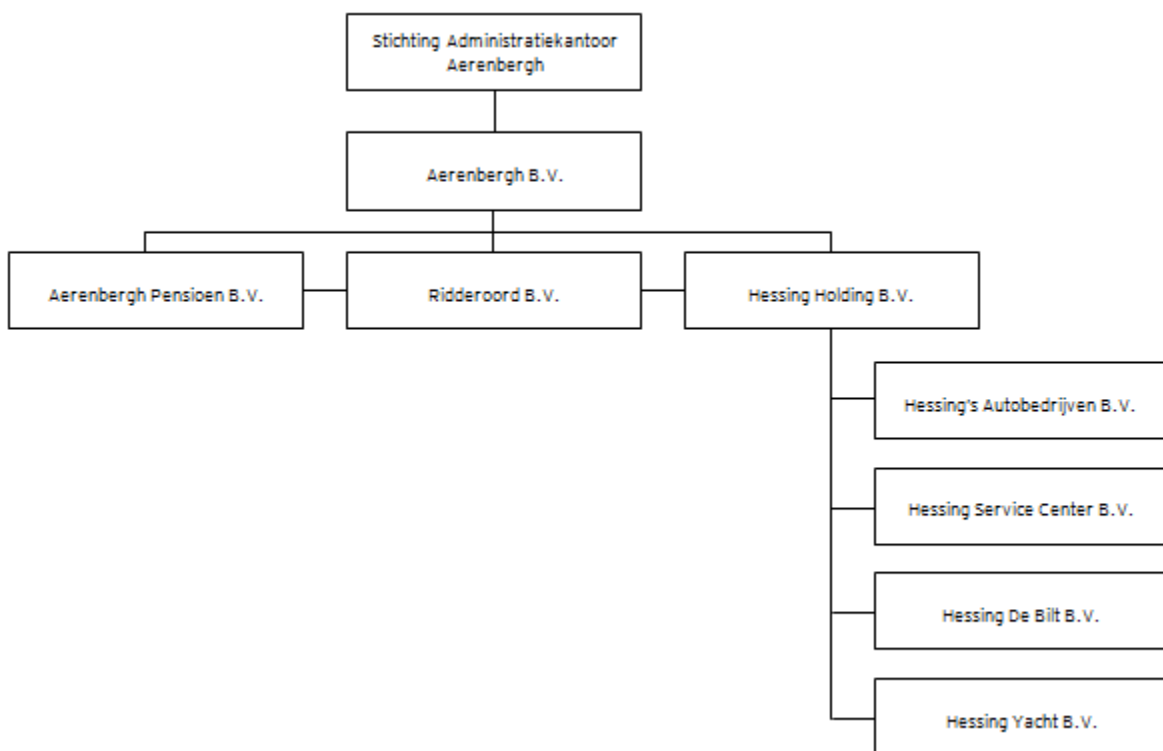 Stichting Administratiekantoor
Aerenbergh
Aerenbergh B.V.
Aerenbergh Pensioen B.V.
Ridderoord B.V.
Hessing Holding B.V.
Hessing's Autobedrijven B.V.
Hessing Service Center B.V.
Hessing De Bilt B.V.
Hessing Yacht B.V.